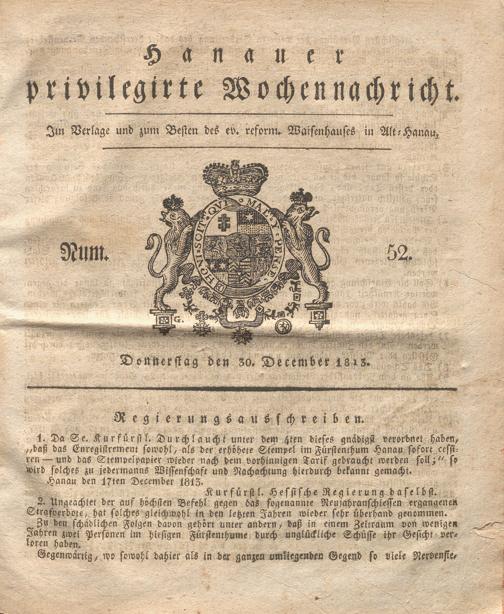 Hanauer
privilegirte Wochennachricht.
Im Verlage und zum Besten des ev. reform. Waisenhauses in Alt-Hanau,
Num. 52.
Donnerstag den 30. December 1813.
Regierungsausschreiben.
1. Da Se. Kurfürstl. Durchlaucht unter dem 4ten dieses gnädigst verordnet haben,
„daß das Enregistrement sowohl, als der erhöhete Stempel im Fürstenthum Hanau sofort cessi-
ren — und das Stempelpapier wieder nach dem vorhinnigen Tarif gebraucht werden soll;“ so
wird solches zu jedermanns Wissenschaft und Nachachtung hierdurch bekannt gemacht.
Hanau den 17ten December 1813.
Kurfürstl. Hessische Regierung daselbst.
2. Ungeachtet der auf höchsten Befehl gegen das sogenannte Neujahranschiessen ergangenen
Strafverbote, hat solches gleichwohl in den letzten Jahren wieder sehr überhand genommen.
Zu den schädlichen Folgen davon gehört unter andern, daß in einem Zeitraum von wenigen
Jahren zwei Personen im hiesigen Fürstenthume durch unglückliche Schüsse ihr Gesicht ver-
loren haben.
Gegenwärtig, wo sowohl dahier als in der ganzen umliegenden Gegend so viele Nervenfie-